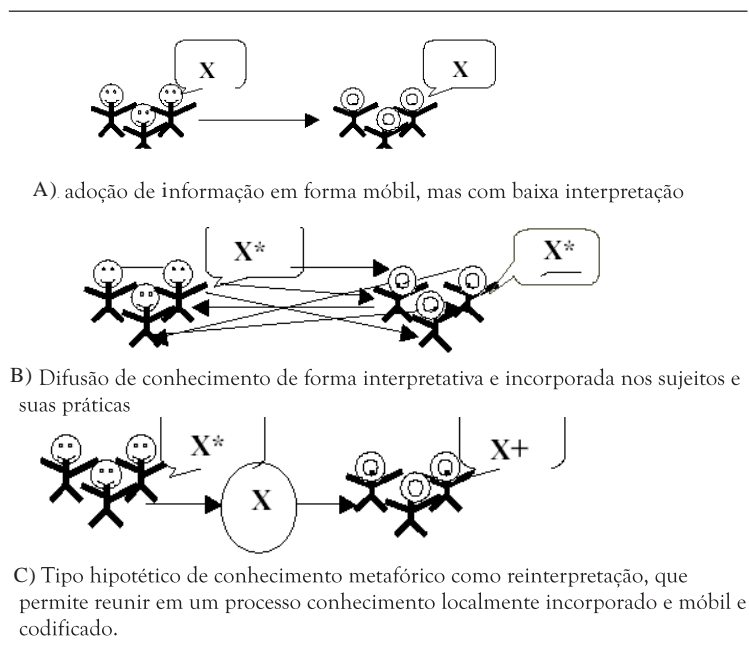 X X
A) adoção de informação em forma móbil, mas com baixa interpretação
X* X*
B) Difusão de conhecimento de forma interpretativa e incorporada nos sujeitos e
suas práticas
X* X X+
C) Tipo hipotético de conhecimento metafórico como reinterpretação, que
permite reunir em um processo conhecimento localmente incorporado e móbil e
codificado.